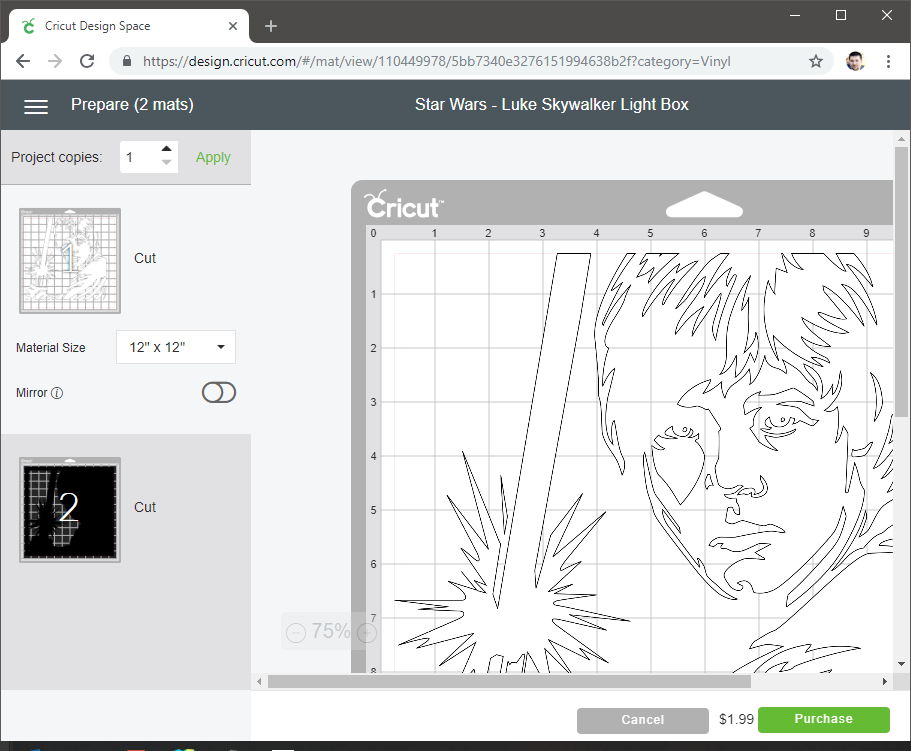 Cricut Design Space
https://design.cricut.com/#/mat/view/110449978/5bb7340e3276151994638b2f?category=Vinyl
Prepare (2 mats)
Star Wars - Luke Skywalker Light Box
Project copies: 1 Apply
Cricut™
0 1 2 3 4 5 6 7 8 9
1
Cut
Material Size 12" x 12"
Mirror
2
Cut
1
2
3
4
5
6
7
8
75%
Cancel
$1.99
Purchase